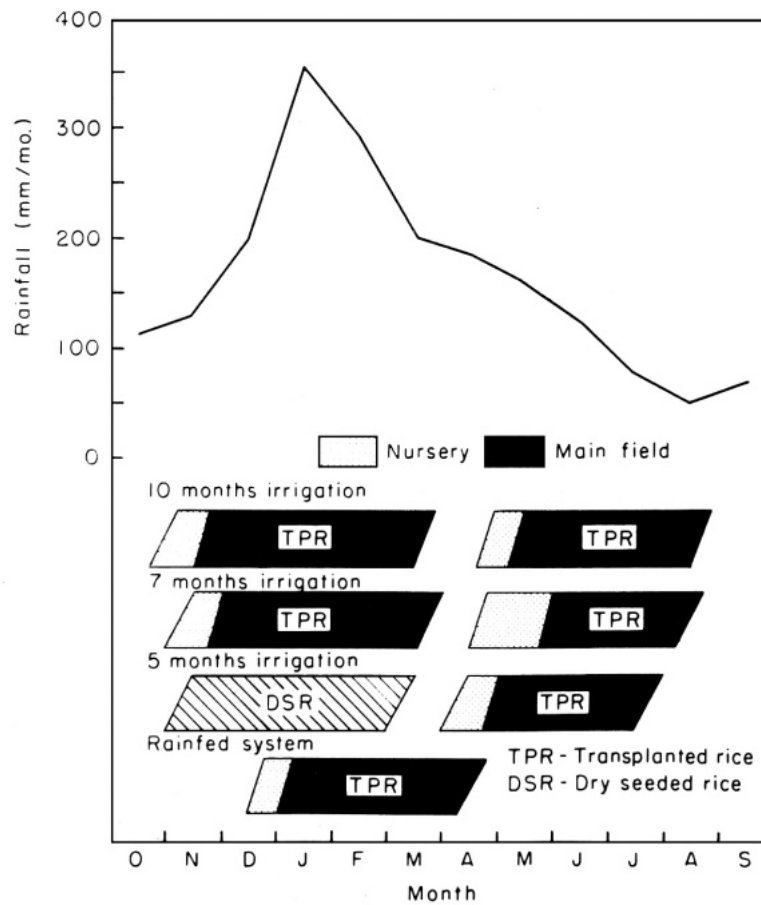 400
300
200
100
0
Rainfall (mm/mo.)
Nursery
Main field
10 months irrigation
TPR
TPR
7 months irrigation
TPR
TPR
5 months irrigation
DSR
TPR
Rainfed system
TPR
TPR - Transplanted rice
DSR - Dry seeded rice
O N D J F M A M J J A S
Month